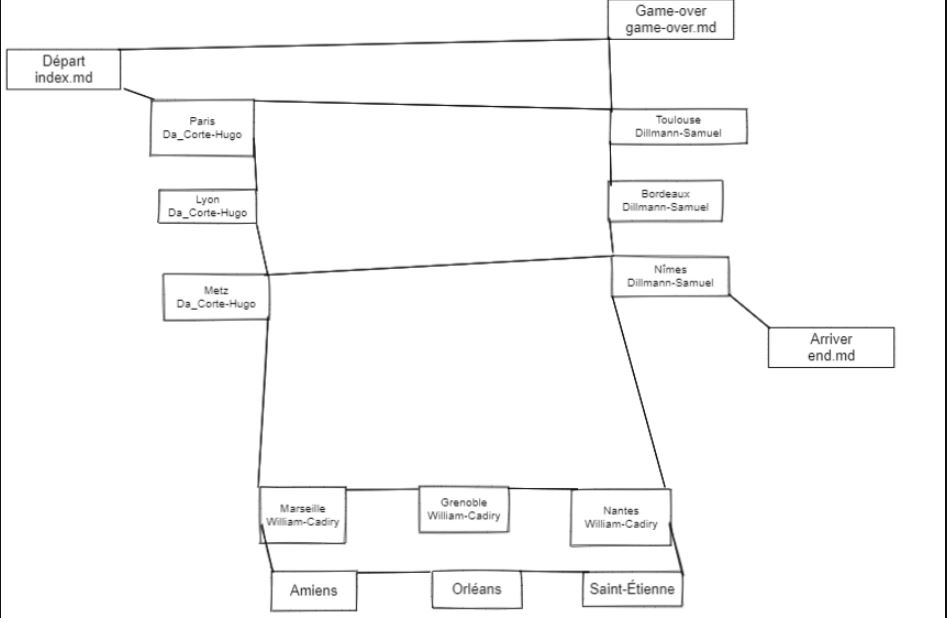 Game-over
game-over.md
Départ
index.md
Paris
Da_Corte-Hugo
Toulouse
Dillmann-Samuel
Lyon
Da_Corte-Hugo
Bordeaux
Dillmann-Samuel
Metz
Da_Corte-Hugo
Nîmes
Dillmann-Samuel
Arriver
end.md
Marseille
William-Cadiry
Grenoble
William-Cadiry
Nantes
William-Cadiry
Amiens
Orléans
Saint-Étienne